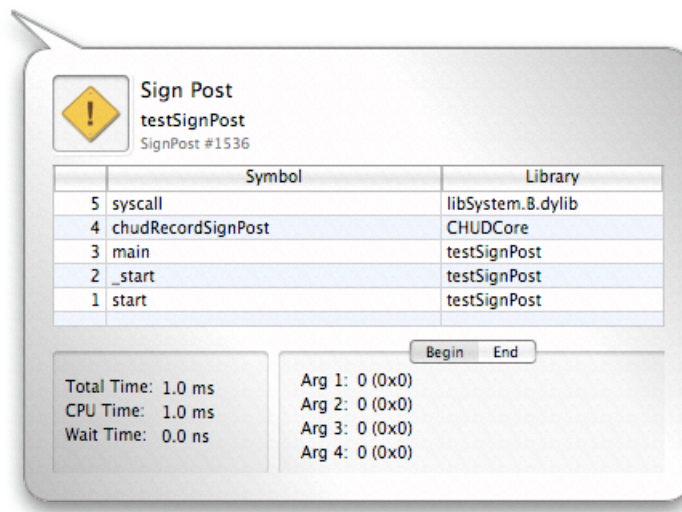 Sign Post
testSignPost
SignPost #1536
Symbol Library
5 syscall libSystem.B.dylib
4 chudRecordSignPost CHUDCore
3 main testSignPost
2 _start testSignPost
1 start testSignPost
Begin End
Total Time: 1.0 ms
CPU Time: 1.0 ms
Wait Time: 0.0 ns
Arg 1: 0 (0x0)
Arg 2: 0 (0x0)
Arg 3: 0 (0x0)
Arg 4: 0 (0x0)